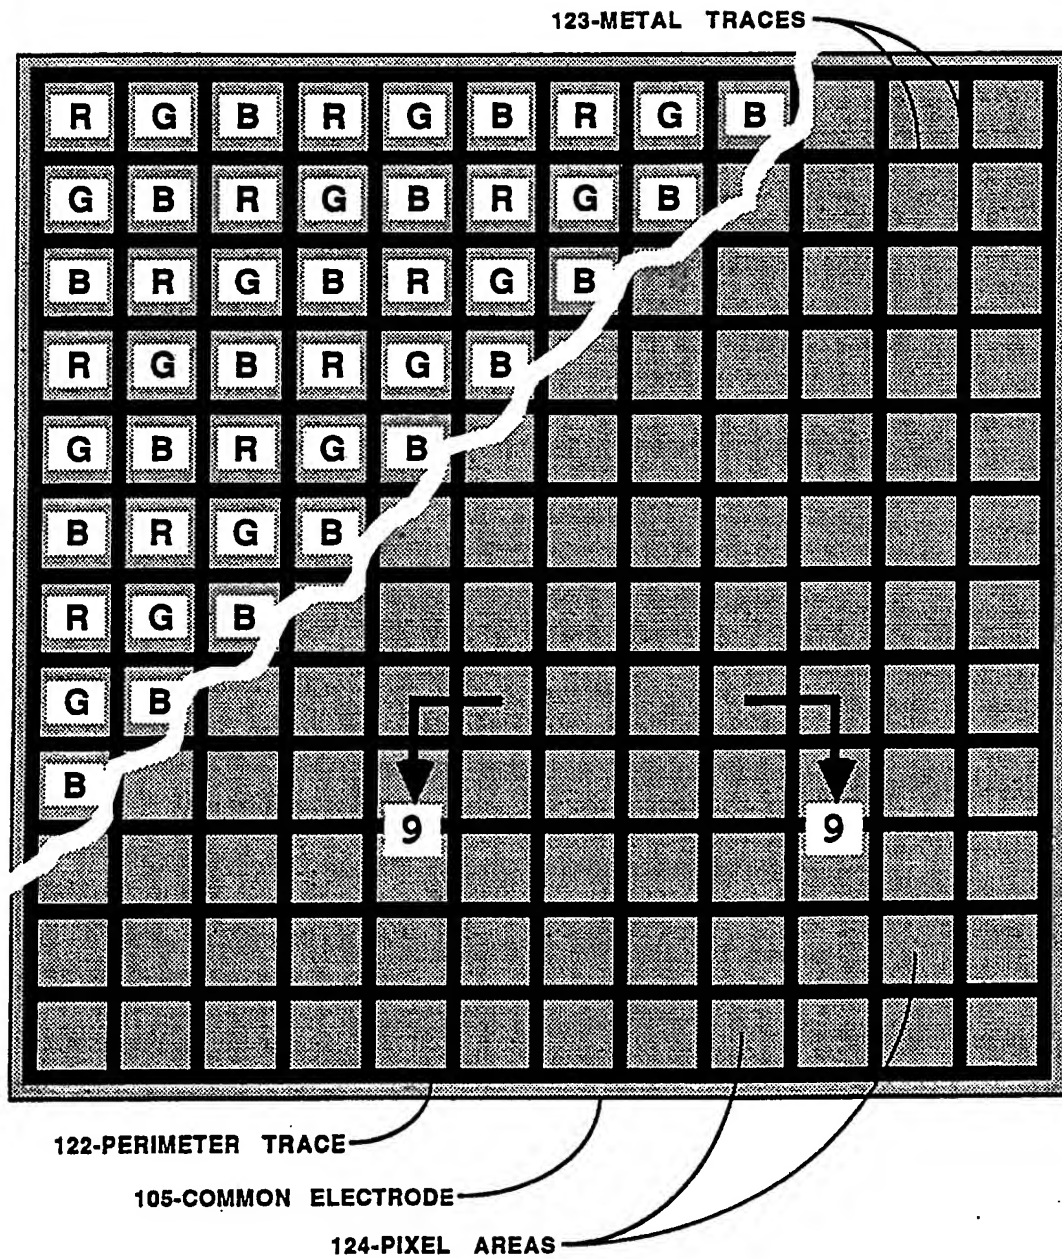 123-METAL TRACES
R G B R G B R G B
G B R G B R G B
B R G B R G B
R G B R G B
G B R G B
B R G B
R G B
G B
B
9 9
122-PERIMETER TRACE
105-COMMON ELECTRODE
124-PIXEL AREAS